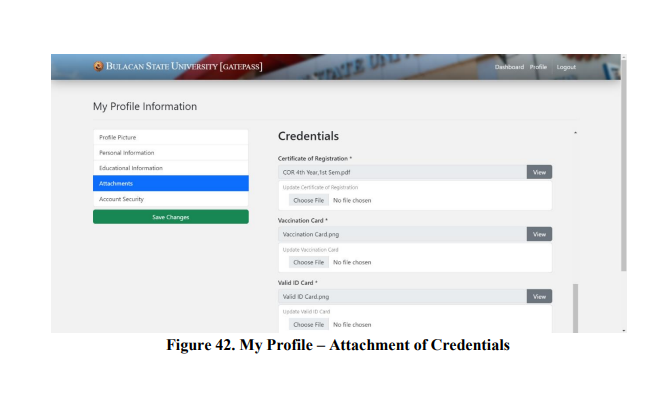 BULACAN STATE UNIVERSITY [GATEPASS]
Dashboard Profile Logout
My Profile Information
Profile Picture
Personal Information
Educational Information
Attachments
Account Security
Save Changes
Credentials
Certificate of Registration *
COR 4th Year,1st Sem.pdf View
Update Certificate of Registration
Choose File No file chosen
Vaccination Card *
Vaccination Card.png View
Update Vaccination Card
Choose File No file chosen
Valid ID Card *
Valid ID Card.png View
Update Valid ID Card
Choose File No file chosen
Figure 42. My Profile – Attachment of Credentials